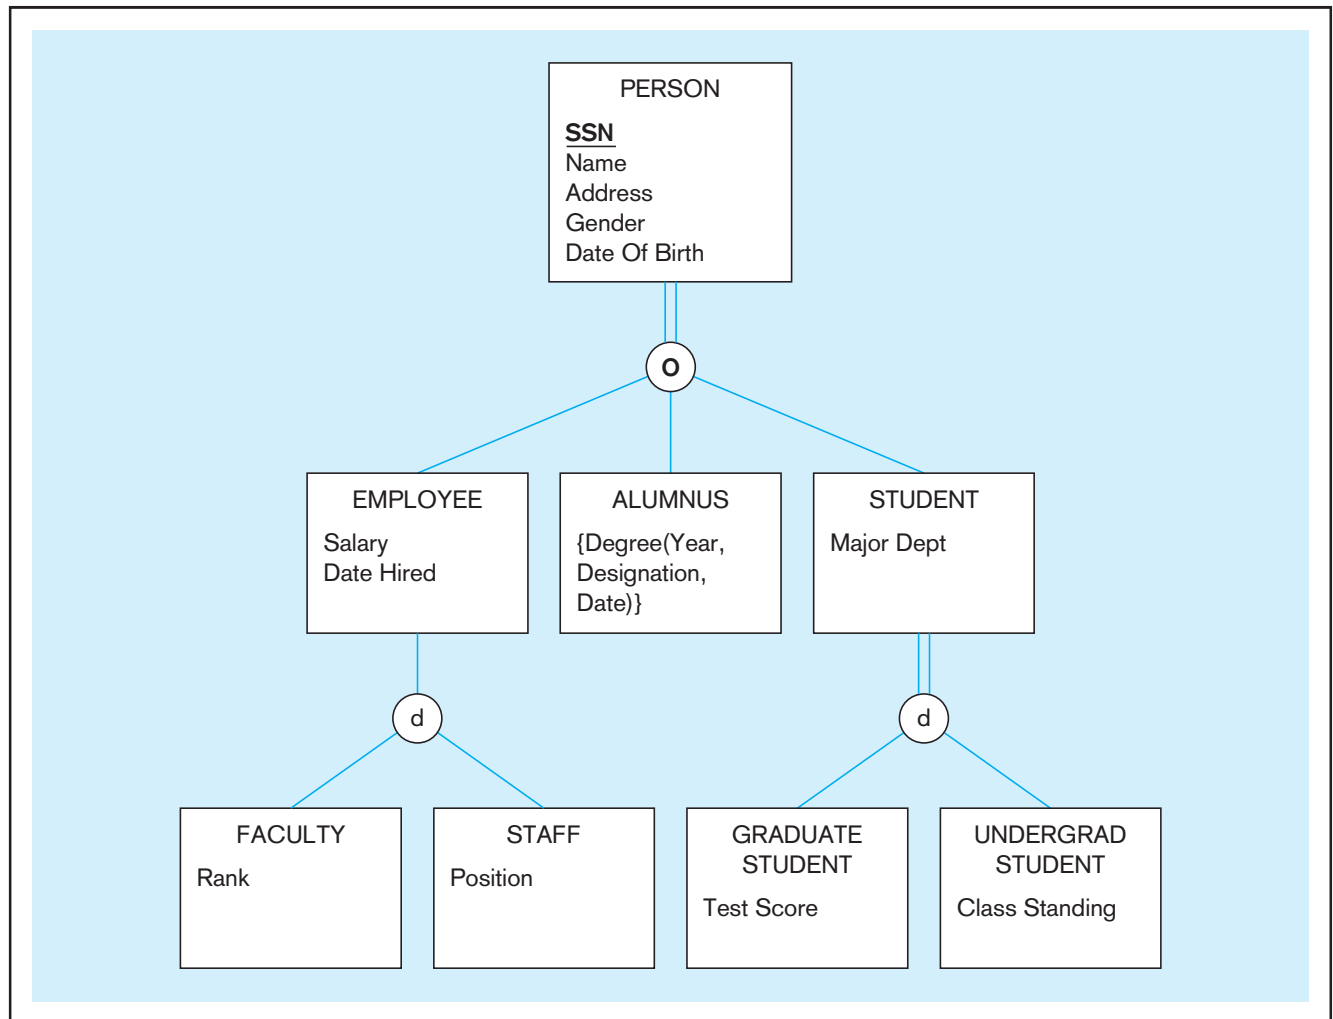 PERSON
SSN
Name
Address
Gender
Date Of Birth
O
EMPLOYEE
Salary
Date Hired
ALUMNUS
{Degree(Year,
Designation,
Date)}
STUDENT
Major Dept
d
d
FACULTY
Rank
STAFF
Position
GRADUATE
STUDENT
Test Score
UNDERGRAD
STUDENT
Class Standing